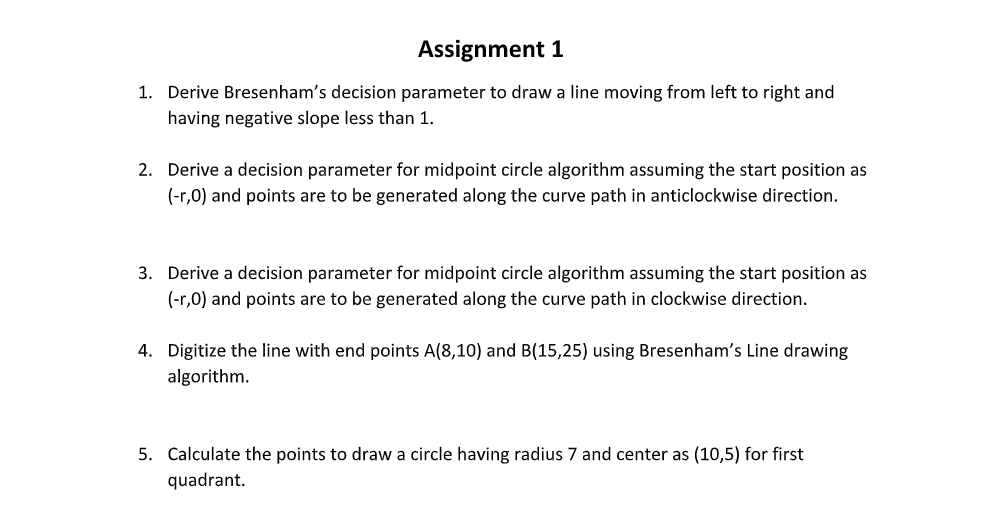 Assignment 1
1. Derive Bresenham’s decision parameter to draw a line moving from left to right and
having negative slope less than 1.
2. Derive a decision parameter for midpoint circle algorithm assuming the start position as
(-r,0) and points are to be generated along the curve path in anticlockwise direction.
3. Derive a decision parameter for midpoint circle algorithm assuming the start position as
(-r,0) and points are to be generated along the curve path in clockwise direction.
4. Digitize the line with end points A(8,10) and B(15,25) using Bresenham’s Line drawing
algorithm.
5. Calculate the points to draw a circle having radius 7 and center as (10,5) for first
quadrant.